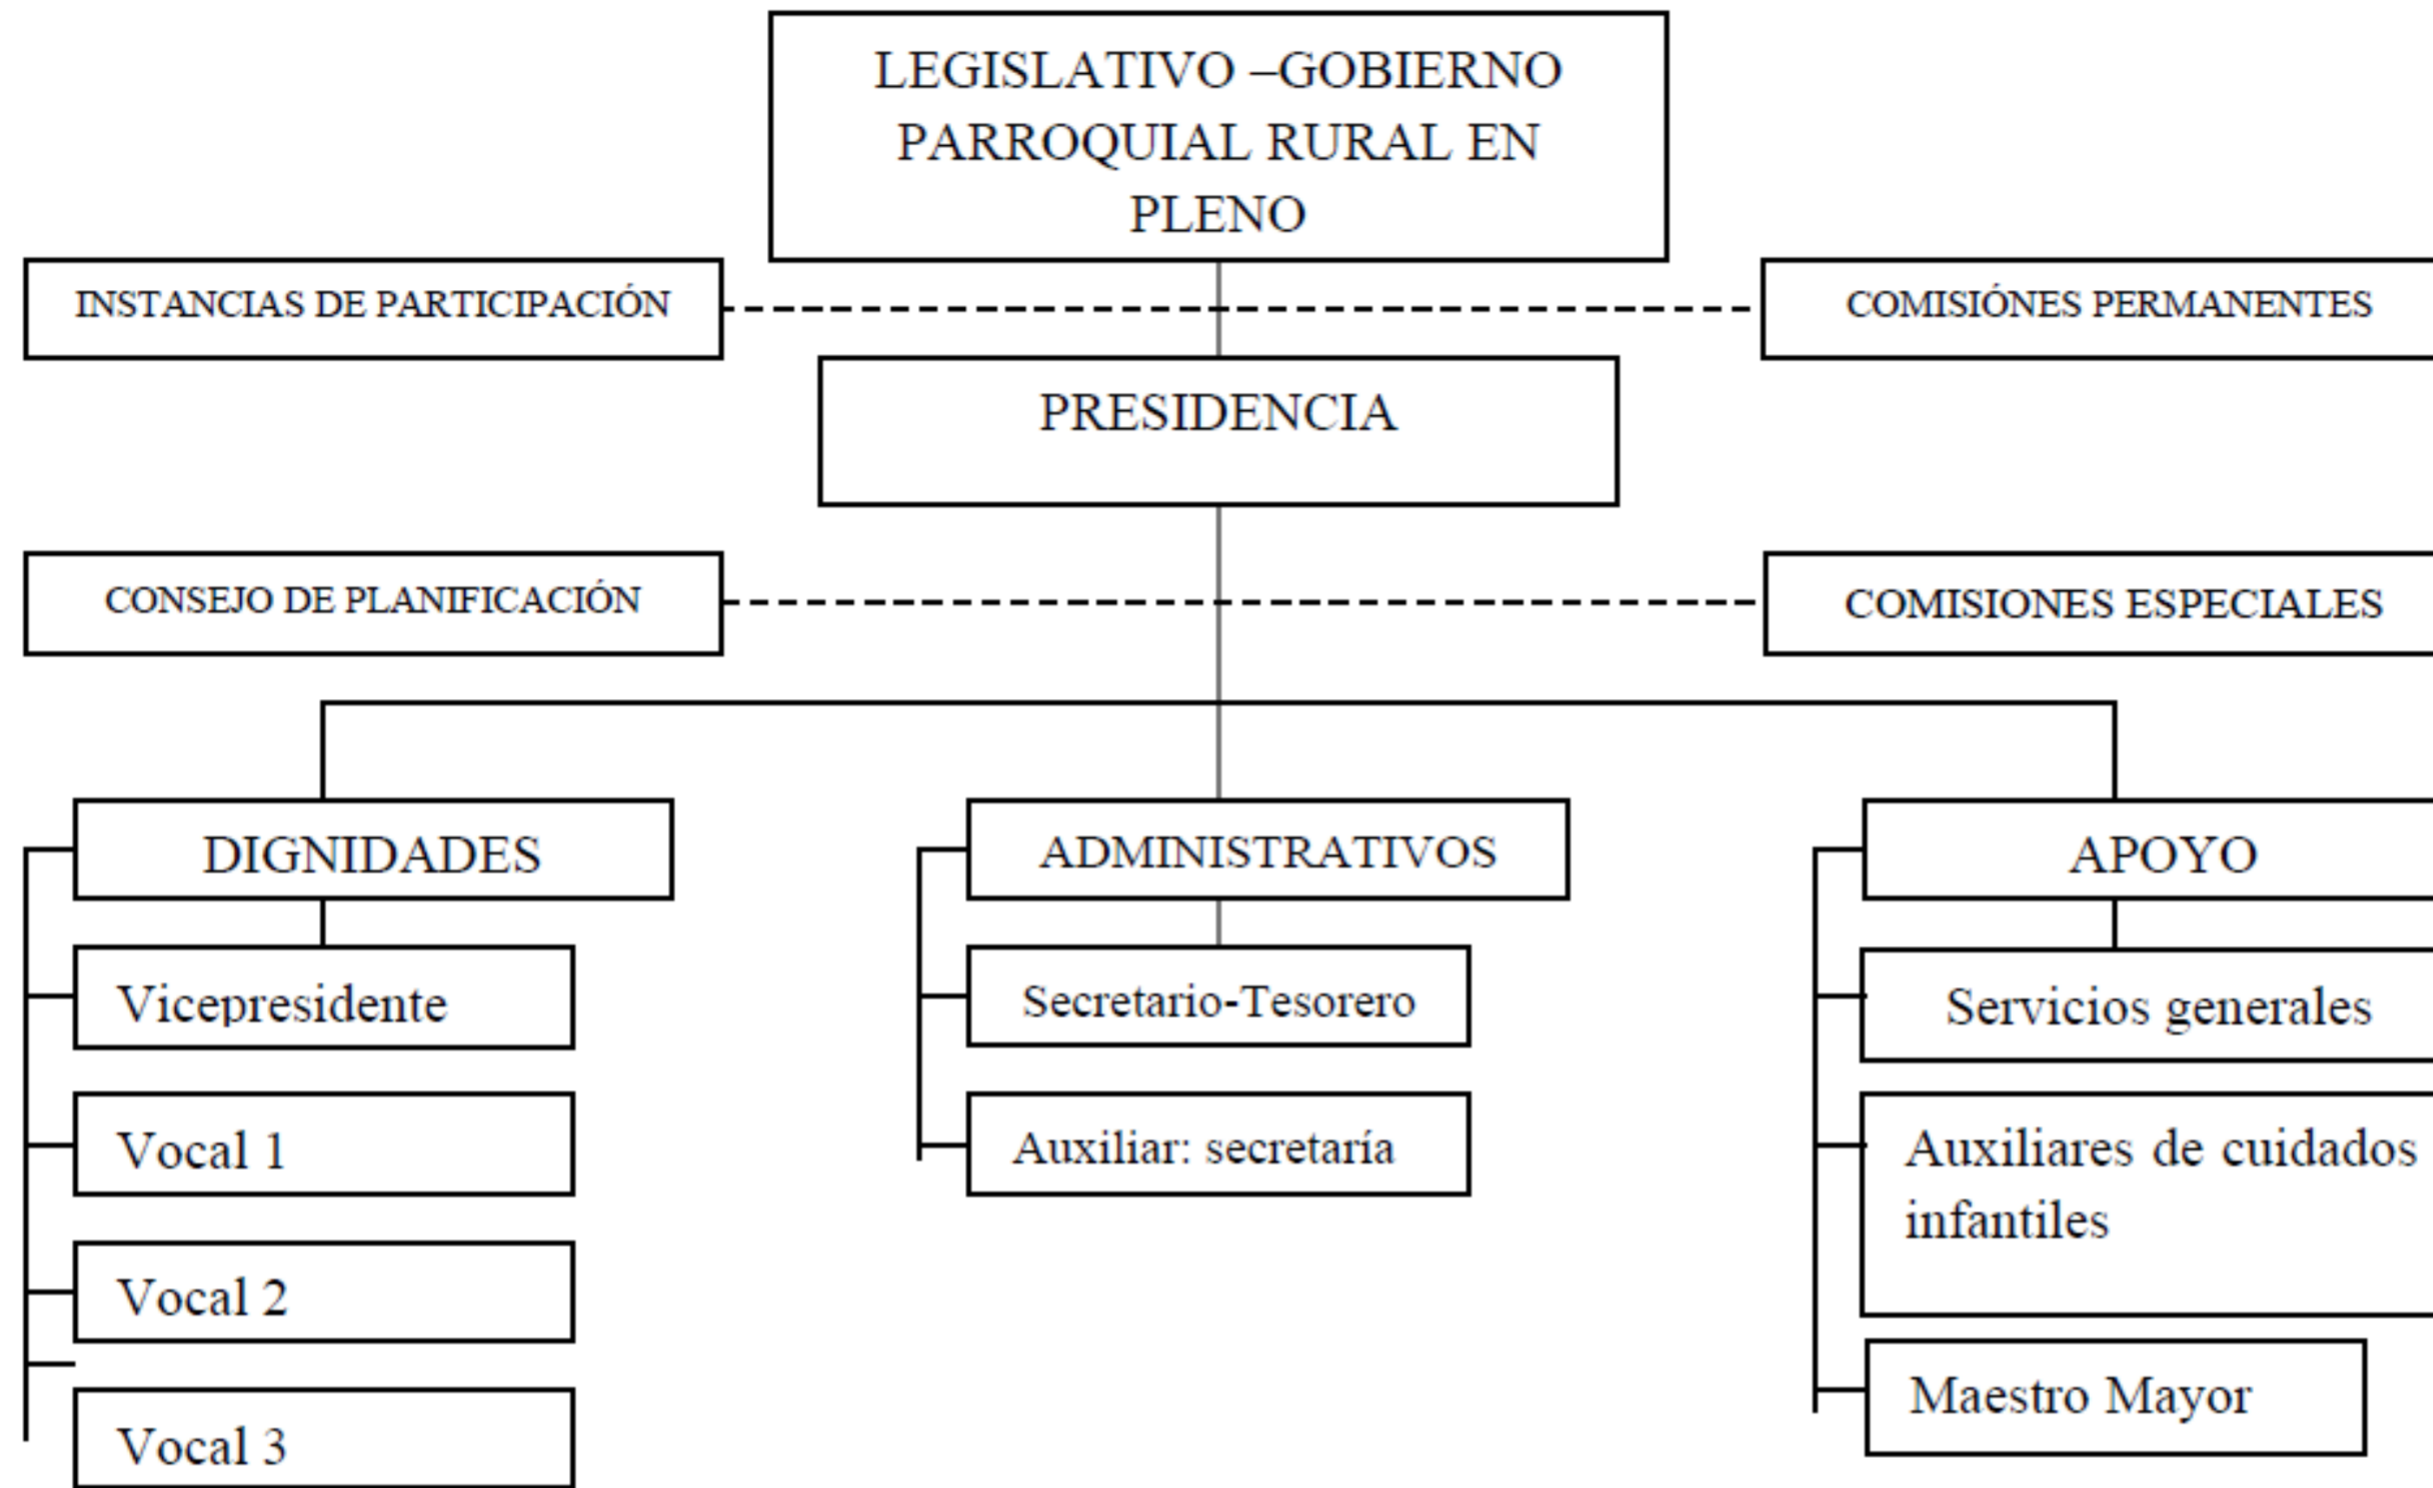 LEGISLATIVO –GOBIERNO
PARROQUIAL RURAL EN
PLENO
INSTANCIAS DE PARTICIPACIÓN
COMISIÓNES PERMANENTES
PRESIDENCIA
CONSEJO DE PLANIFICACIÓN
COMISIONES ESPECIALES
DIGNIDADES
ADMINISTRATIVOS
APOYO
Vicepresidente
Secretario-Tesorero
Servicios generales
Vocal 1
Auxiliar: secretaría
Auxiliares de cuidados
infantiles
Vocal 2
Maestro Mayor
Vocal 3